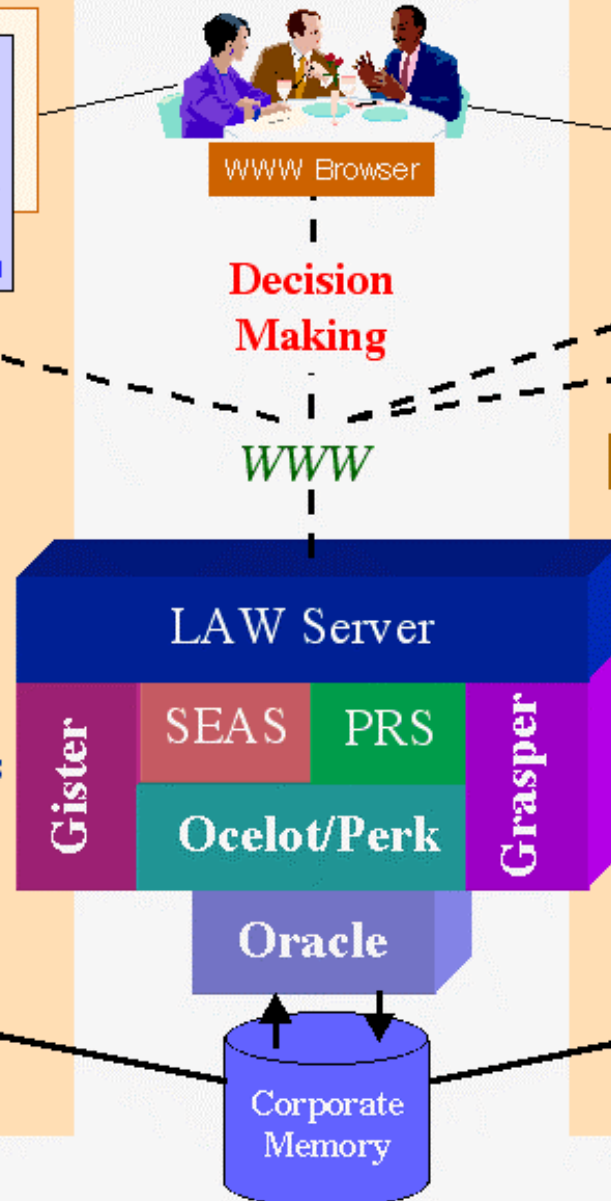 WWW Browser
Decision
Making
WWW
LAW Server
Gister
SEAS
PRS
Grasper
Ocelot/Perk
Oracle
Corporate
Memory